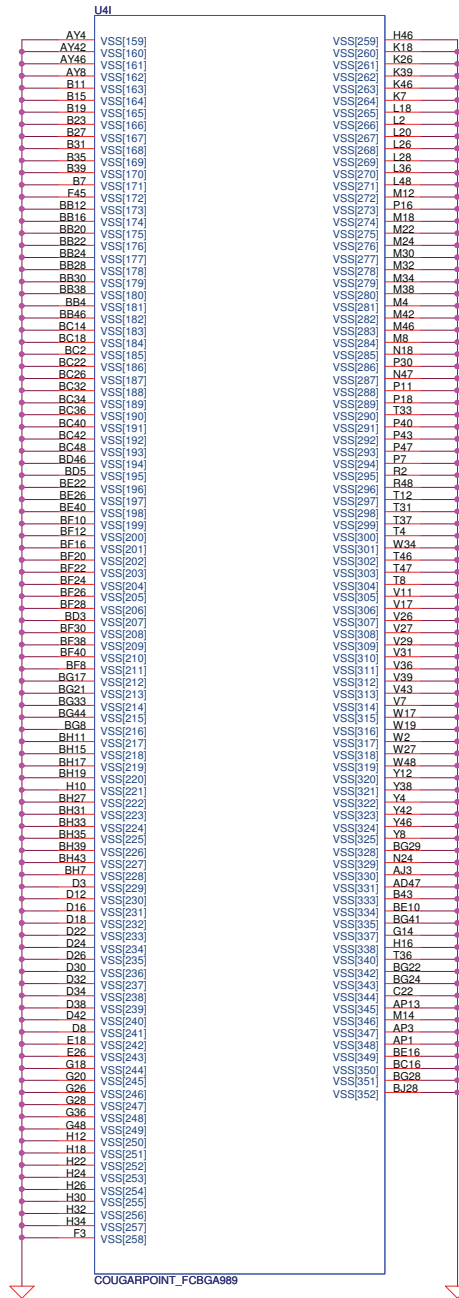 U4I
AY4 VSS[159]
AY42 VSS[160]
AY46 VSS[161]
AY8 VSS[162]
B11 VSS[163]
B15 VSS[164]
B19 VSS[165]
B23 VSS[166]
B27 VSS[167]
B31 VSS[168]
B35 VSS[169]
B39 VSS[170]
B7 VSS[171]
F45 VSS[172]
BB12 VSS[173]
BB16 VSS[174]
BB20 VSS[175]
BB22 VSS[176]
BB24 VSS[177]
BB28 VSS[178]
BB30 VSS[179]
BB38 VSS[180]
BB4 VSS[181]
BB46 VSS[182]
BC14 VSS[183]
BC18 VSS[184]
BC2 VSS[185]
BC22 VSS[186]
BC26 VSS[187]
BC32 VSS[188]
BC34 VSS[189]
BC36 VSS[190]
BC40 VSS[191]
BC42 VSS[192]
BC48 VSS[193]
BD46 VSS[194]
BD5 VSS[195]
BE22 VSS[196]
BE26 VSS[197]
BE40 VSS[198]
BF10 VSS[199]
BF12 VSS[200]
BF16 VSS[201]
BF20 VSS[202]
BF22 VSS[203]
BF24 VSS[204]
BF26 VSS[205]
BF28 VSS[206]
BD3 VSS[207]
BF30 VSS[208]
BF38 VSS[209]
BF40 VSS[210]
BF8 VSS[211]
BG17 VSS[212]
BG21 VSS[213]
BG33 VSS[214]
BG44 VSS[215]
BG8 VSS[216]
BH11 VSS[217]
BH15 VSS[218]
BH17 VSS[219]
BH19 VSS[220]
H10 VSS[221]
BH27 VSS[222]
BH31 VSS[223]
BH33 VSS[224]
BH35 VSS[225]
BH39 VSS[226]
BH43 VSS[227]
BH7 VSS[228]
D3 VSS[229]
D12 VSS[230]
D16 VSS[231]
D18 VSS[232]
D22 VSS[233]
D24 VSS[234]
D26 VSS[235]
D30 VSS[236]
D32 VSS[237]
D34 VSS[238]
D38 VSS[239]
D42 VSS[240]
D8 VSS[241]
E18 VSS[242]
E26 VSS[243]
G18 VSS[244]
G20 VSS[245]
G26 VSS[246]
G28 VSS[247]
G36 VSS[248]
G48 VSS[249]
H12 VSS[250]
H18 VSS[251]
H22 VSS[252]
H24 VSS[253]
H26 VSS[254]
H30 VSS[255]
H32 VSS[256]
H34 VSS[257]
F3 VSS[258]
VSS[259] H46
VSS[260] K18
VSS[261] K26
VSS[262] K39
VSS[263] K46
VSS[264] K7
VSS[265] L18
VSS[266] L2
VSS[267] L20
VSS[268] L26
VSS[269] L28
VSS[270] L36
VSS[271] L48
VSS[272] M12
VSS[273] P16
VSS[274] M18
VSS[275] M22
VSS[276] M24
VSS[277] M30
VSS[278] M32
VSS[279] M34
VSS[280] M38
VSS[281] M4
VSS[282] M42
VSS[283] M46
VSS[284] M8
VSS[285] N18
VSS[286] P30
VSS[287] N47
VSS[288] P11
VSS[289] P18
VSS[290] T33
VSS[291] P40
VSS[292] P43
VSS[293] P47
VSS[294] P7
VSS[295] R2
VSS[296] R48
VSS[297] T12
VSS[298] T31
VSS[299] T37
VSS[300] T4
VSS[301] W34
VSS[302] T46
VSS[303] T47
VSS[304] T8
VSS[305] V11
VSS[306] V17
VSS[307] V26
VSS[308] V27
VSS[309] V29
VSS[310] V31
VSS[311] V36
VSS[312] V39
VSS[313] V43
VSS[314] V7
VSS[315] W17
VSS[316] W19
VSS[317] W2
VSS[318] W27
VSS[319] W48
VSS[320] Y12
VSS[321] Y38
VSS[322] Y4
VSS[323] Y42
VSS[324] Y46
VSS[325] Y8
VSS[328] BG29
VSS[329] N24
VSS[330] AJ3
VSS[331] AD47
VSS[333] B43
VSS[334] BE10
VSS[335] BG41
VSS[337] G14
VSS[338] H16
VSS[340] T36
VSS[342] BG22
VSS[343] BG24
VSS[344] C22
VSS[345] AP13
VSS[346] M14
VSS[347] AP3
VSS[348] AP1
VSS[349] BE16
VSS[350] BC16
VSS[351] BG28
VSS[352] BJ28
COUGARPOINT_FCBGA989